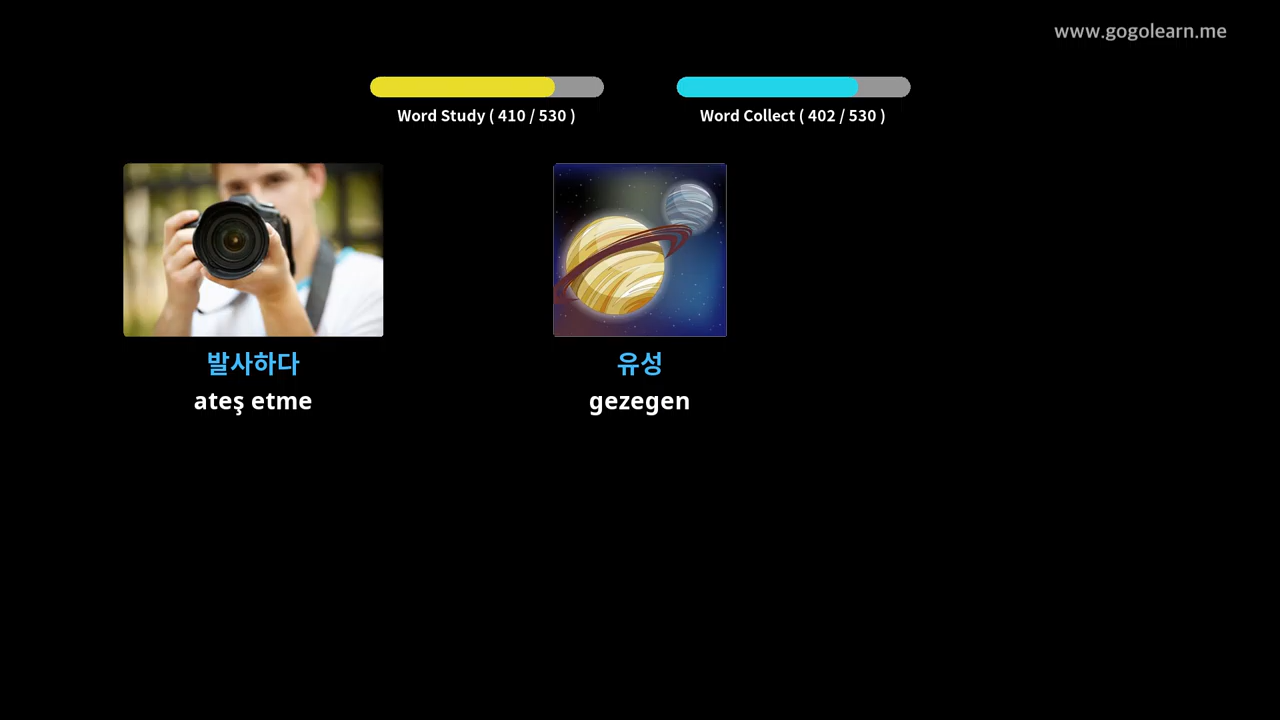 www.gogolearn.me
Word Study ( 410 / 530 )
Word Collect ( 402 / 530 )
발사하다
ateş etme
유성
gezegen